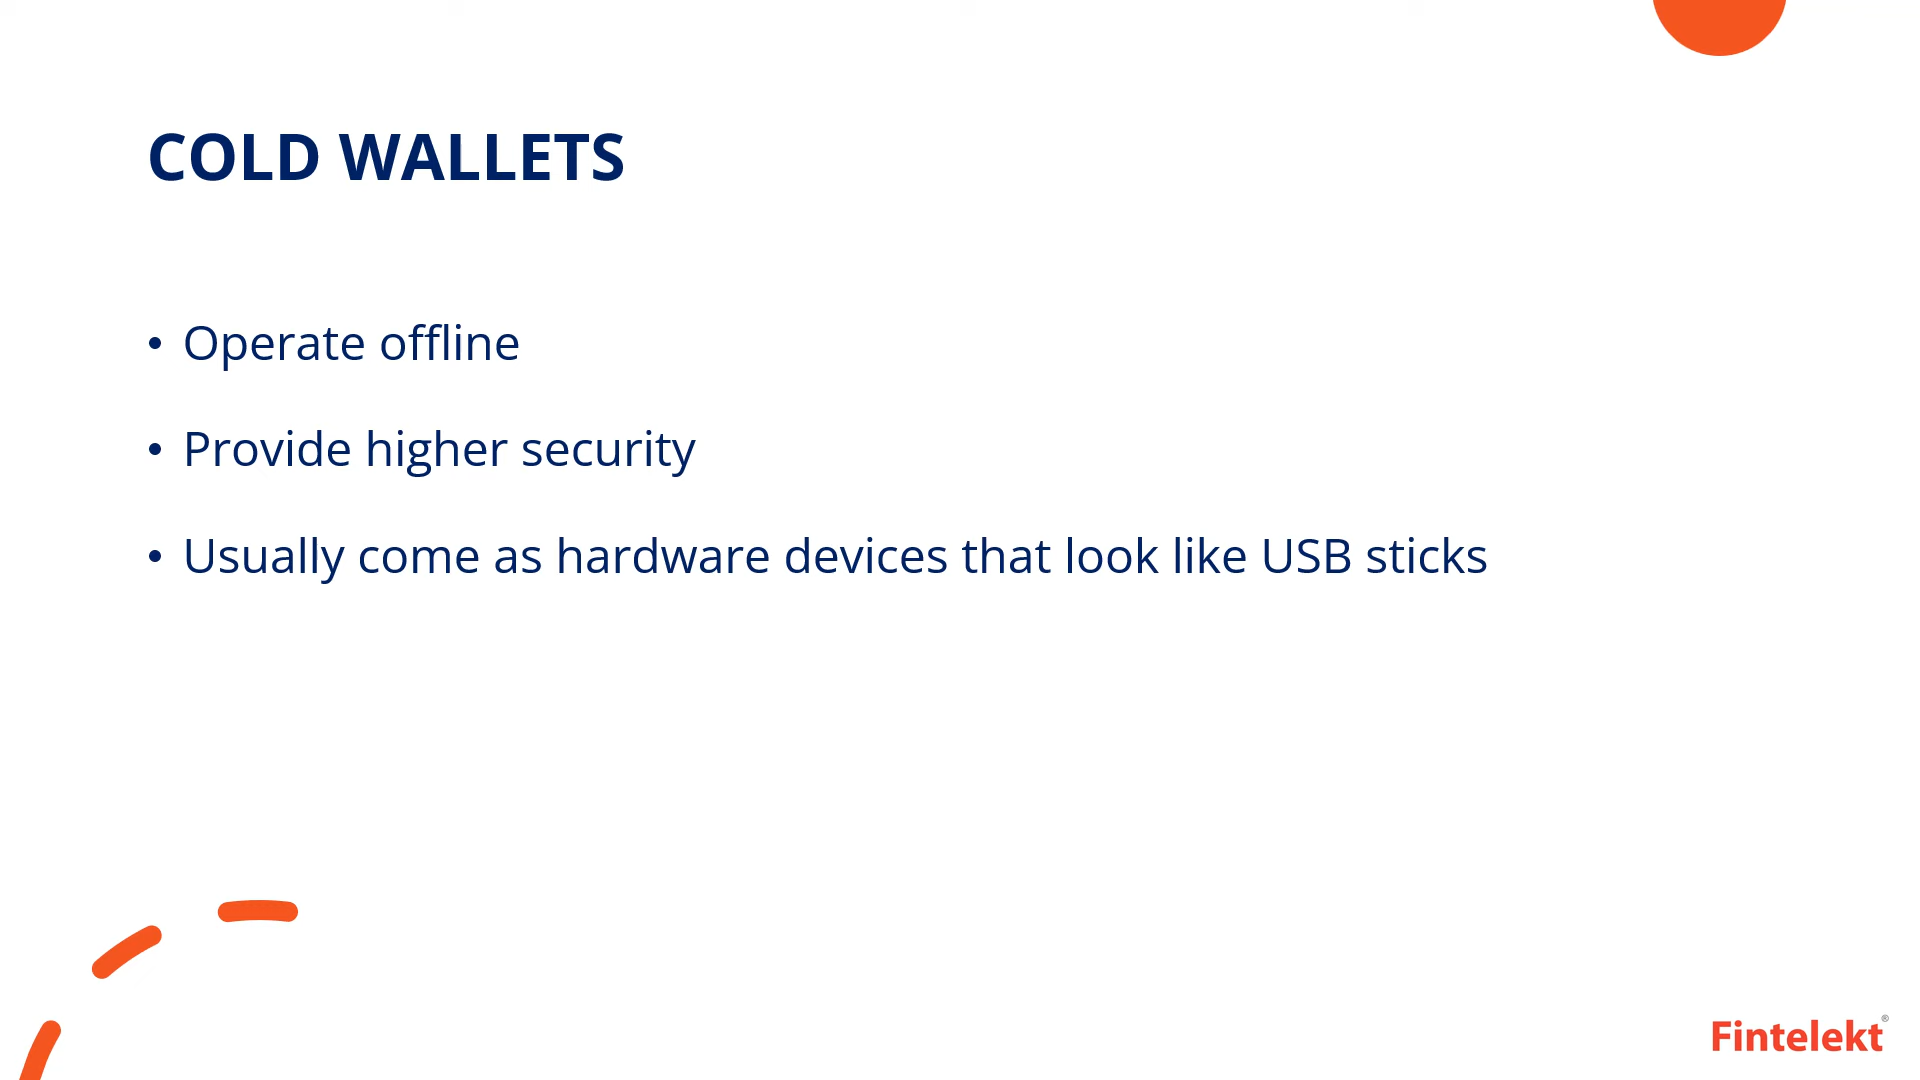 COLD WALLETS
• Operate offline
• Provide higher security
• Usually come as hardware devices that look like USB sticks
Fintelekt®